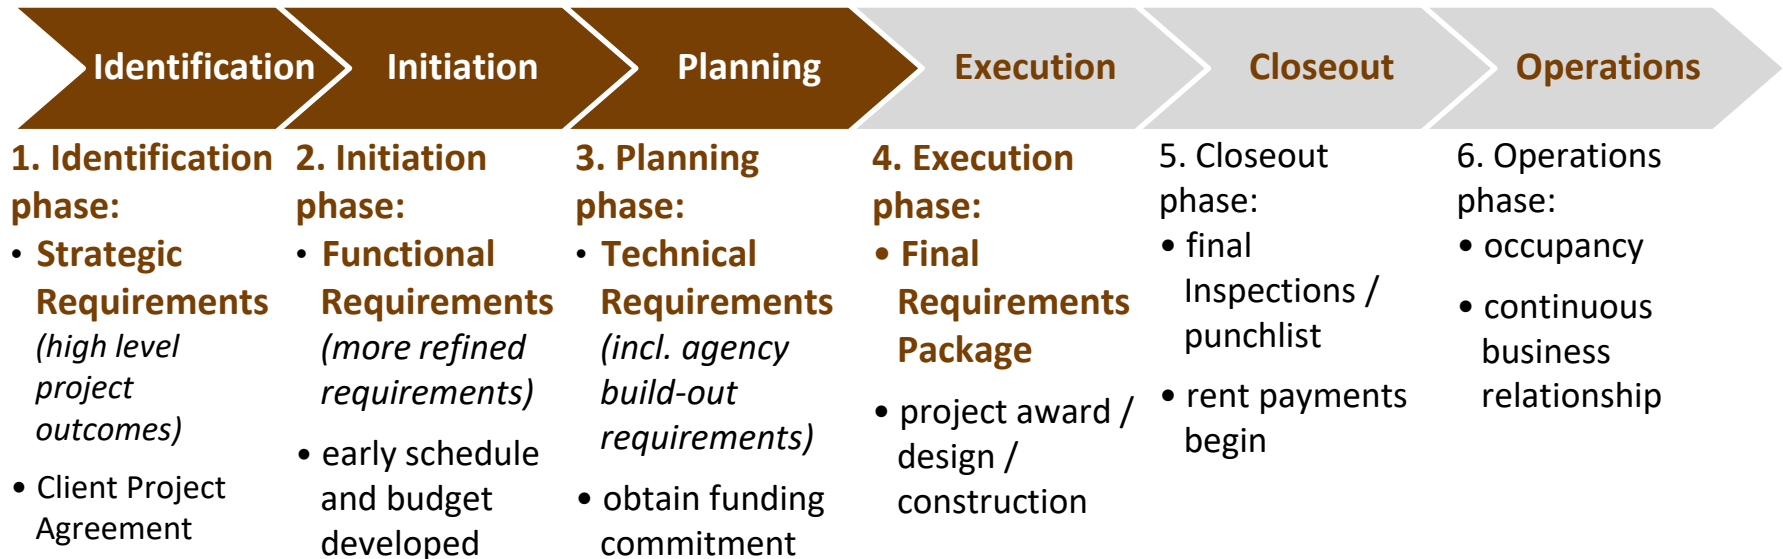 Identification
Initiation
Planning
Execution
Closeout
Operations
1. Identification
phase:
• Strategic
Requirements
(high level
project
outcomes)
• Client Project
Agreement
2. Initiation
phase:
• Functional
Requirements
(more refined
requirements)
• early schedule
and budget
developed
3. Planning
phase:
• Technical
Requirements
(incl. agency
build-out
requirements)
• obtain funding
commitment
4. Execution
phase:
• Final
Requirements
Package
• project award /
design /
construction
5. Closeout
phase:
• final
Inspections /
punchlist
• rent payments
begin
6. Operations
phase:
• occupancy
• continuous
business
relationship